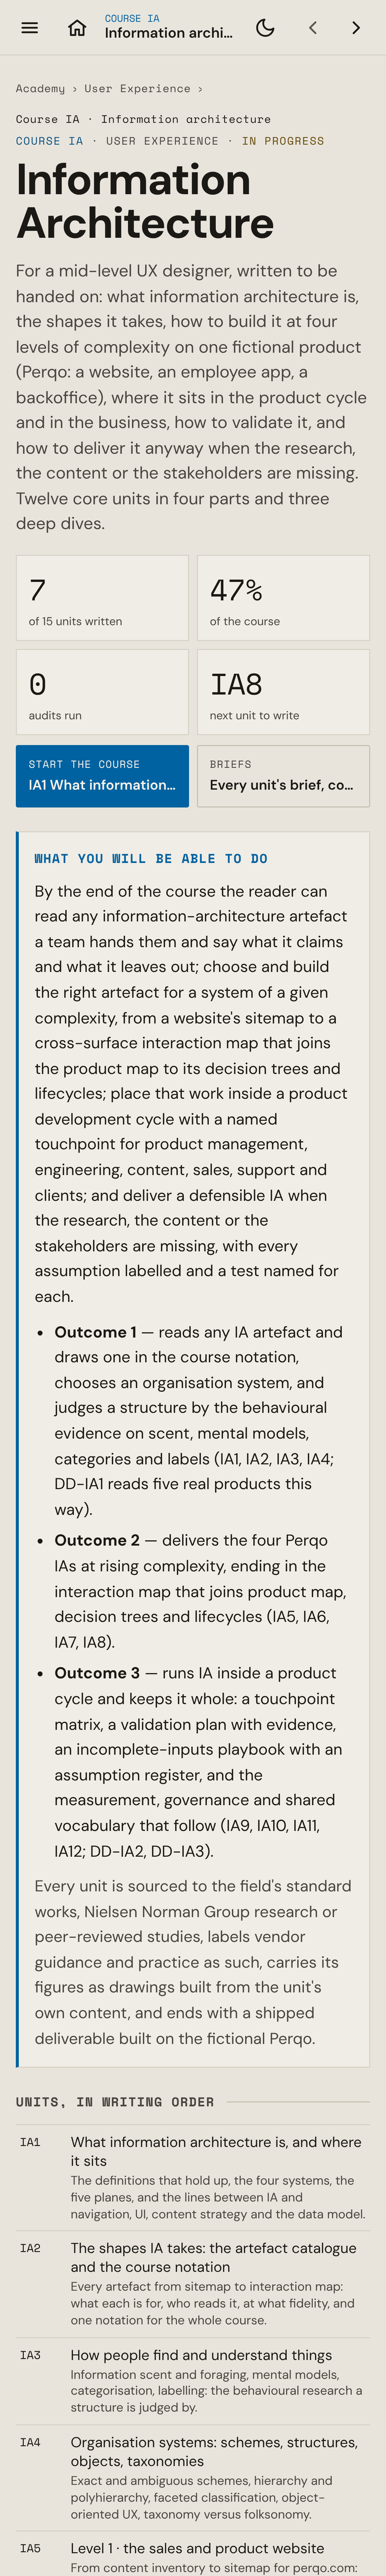 COURSE IA
Information archi…
Academy › User Experience ›
Course IA · Information architecture
COURSE IA · USER EXPERIENCE · IN PROGRESS
Information
Architecture
For a mid-level UX designer, written to be
handed on: what information architecture is,
the shapes it takes, how to build it at four
levels of complexity on one fictional product
(Perqo: a website, an employee app, a
backoffice), where it sits in the product cycle
and in the business, how to validate it, and
how to deliver it anyway when the research,
the content or the stakeholders are missing.
Twelve core units in four parts and three
deep dives.
7
of 15 units written
47%
of the course
0
audits run
IA8
next unit to write
START THE COURSE
IA1 What information…
BRIEFS
Every unit's brief, co…
WHAT YOU WILL BE ABLE TO DO
By the end of the course the reader can
read any information-architecture artefact
a team hands them and say what it claims
and what it leaves out; choose and build
the right artefact for a system of a given
complexity, from a website's sitemap to a
cross-surface interaction map that joins
the product map to its decision trees and
lifecycles; place that work inside a product
development cycle with a named
touchpoint for product management,
engineering, content, sales, support and
clients; and deliver a defensible IA when
the research, the content or the
stakeholders are missing, with every
assumption labelled and a test named for
each.
• Outcome 1 — reads any IA artefact and
draws one in the course notation,
chooses an organisation system, and
judges a structure by the behavioural
evidence on scent, mental models,
categories and labels (IA1, IA2, IA3, IA4;
DD-IA1 reads five real products this
way).
• Outcome 2 — delivers the four Perqo
IAs at rising complexity, ending in the
interaction map that joins product map,
decision trees and lifecycles (IA5, IA6,
IA7, IA8).
• Outcome 3 — runs IA inside a product
cycle and keeps it whole: a touchpoint
matrix, a validation plan with evidence,
an incomplete-inputs playbook with an
assumption register, and the
measurement, governance and shared
vocabulary that follow (IA9, IA10, IA11,
IA12; DD-IA2, DD-IA3).
Every unit is sourced to the field's standard
works, Nielsen Norman Group research or
peer-reviewed studies, labels vendor
guidance and practice as such, carries its
figures as drawings built from the unit's
own content, and ends with a shipped
deliverable built on the fictional Perqo.
UNITS, IN WRITING ORDER
IA1
What information architecture is, and where
it sits
The definitions that hold up, the four systems, the
five planes, and the lines between IA and
navigation, UI, content strategy and the data model.
IA2
The shapes IA takes: the artefact catalogue
and the course notation
Every artefact from sitemap to interaction map:
what each is for, who reads it, at what fidelity, and
one notation for the whole course.
IA3
How people find and understand things
Information scent and foraging, mental models,
categorisation, labelling: the behavioural research a
structure is judged by.
IA4
Organisation systems: schemes, structures,
objects, taxonomies
Exact and ambiguous schemes, hierarchy and
polyhierarchy, faceted classification, object-
oriented UX, taxonomy versus folksonomy.
IA5
Level 1 · the sales and product website
From content inventory to sitemap for perqo.com: